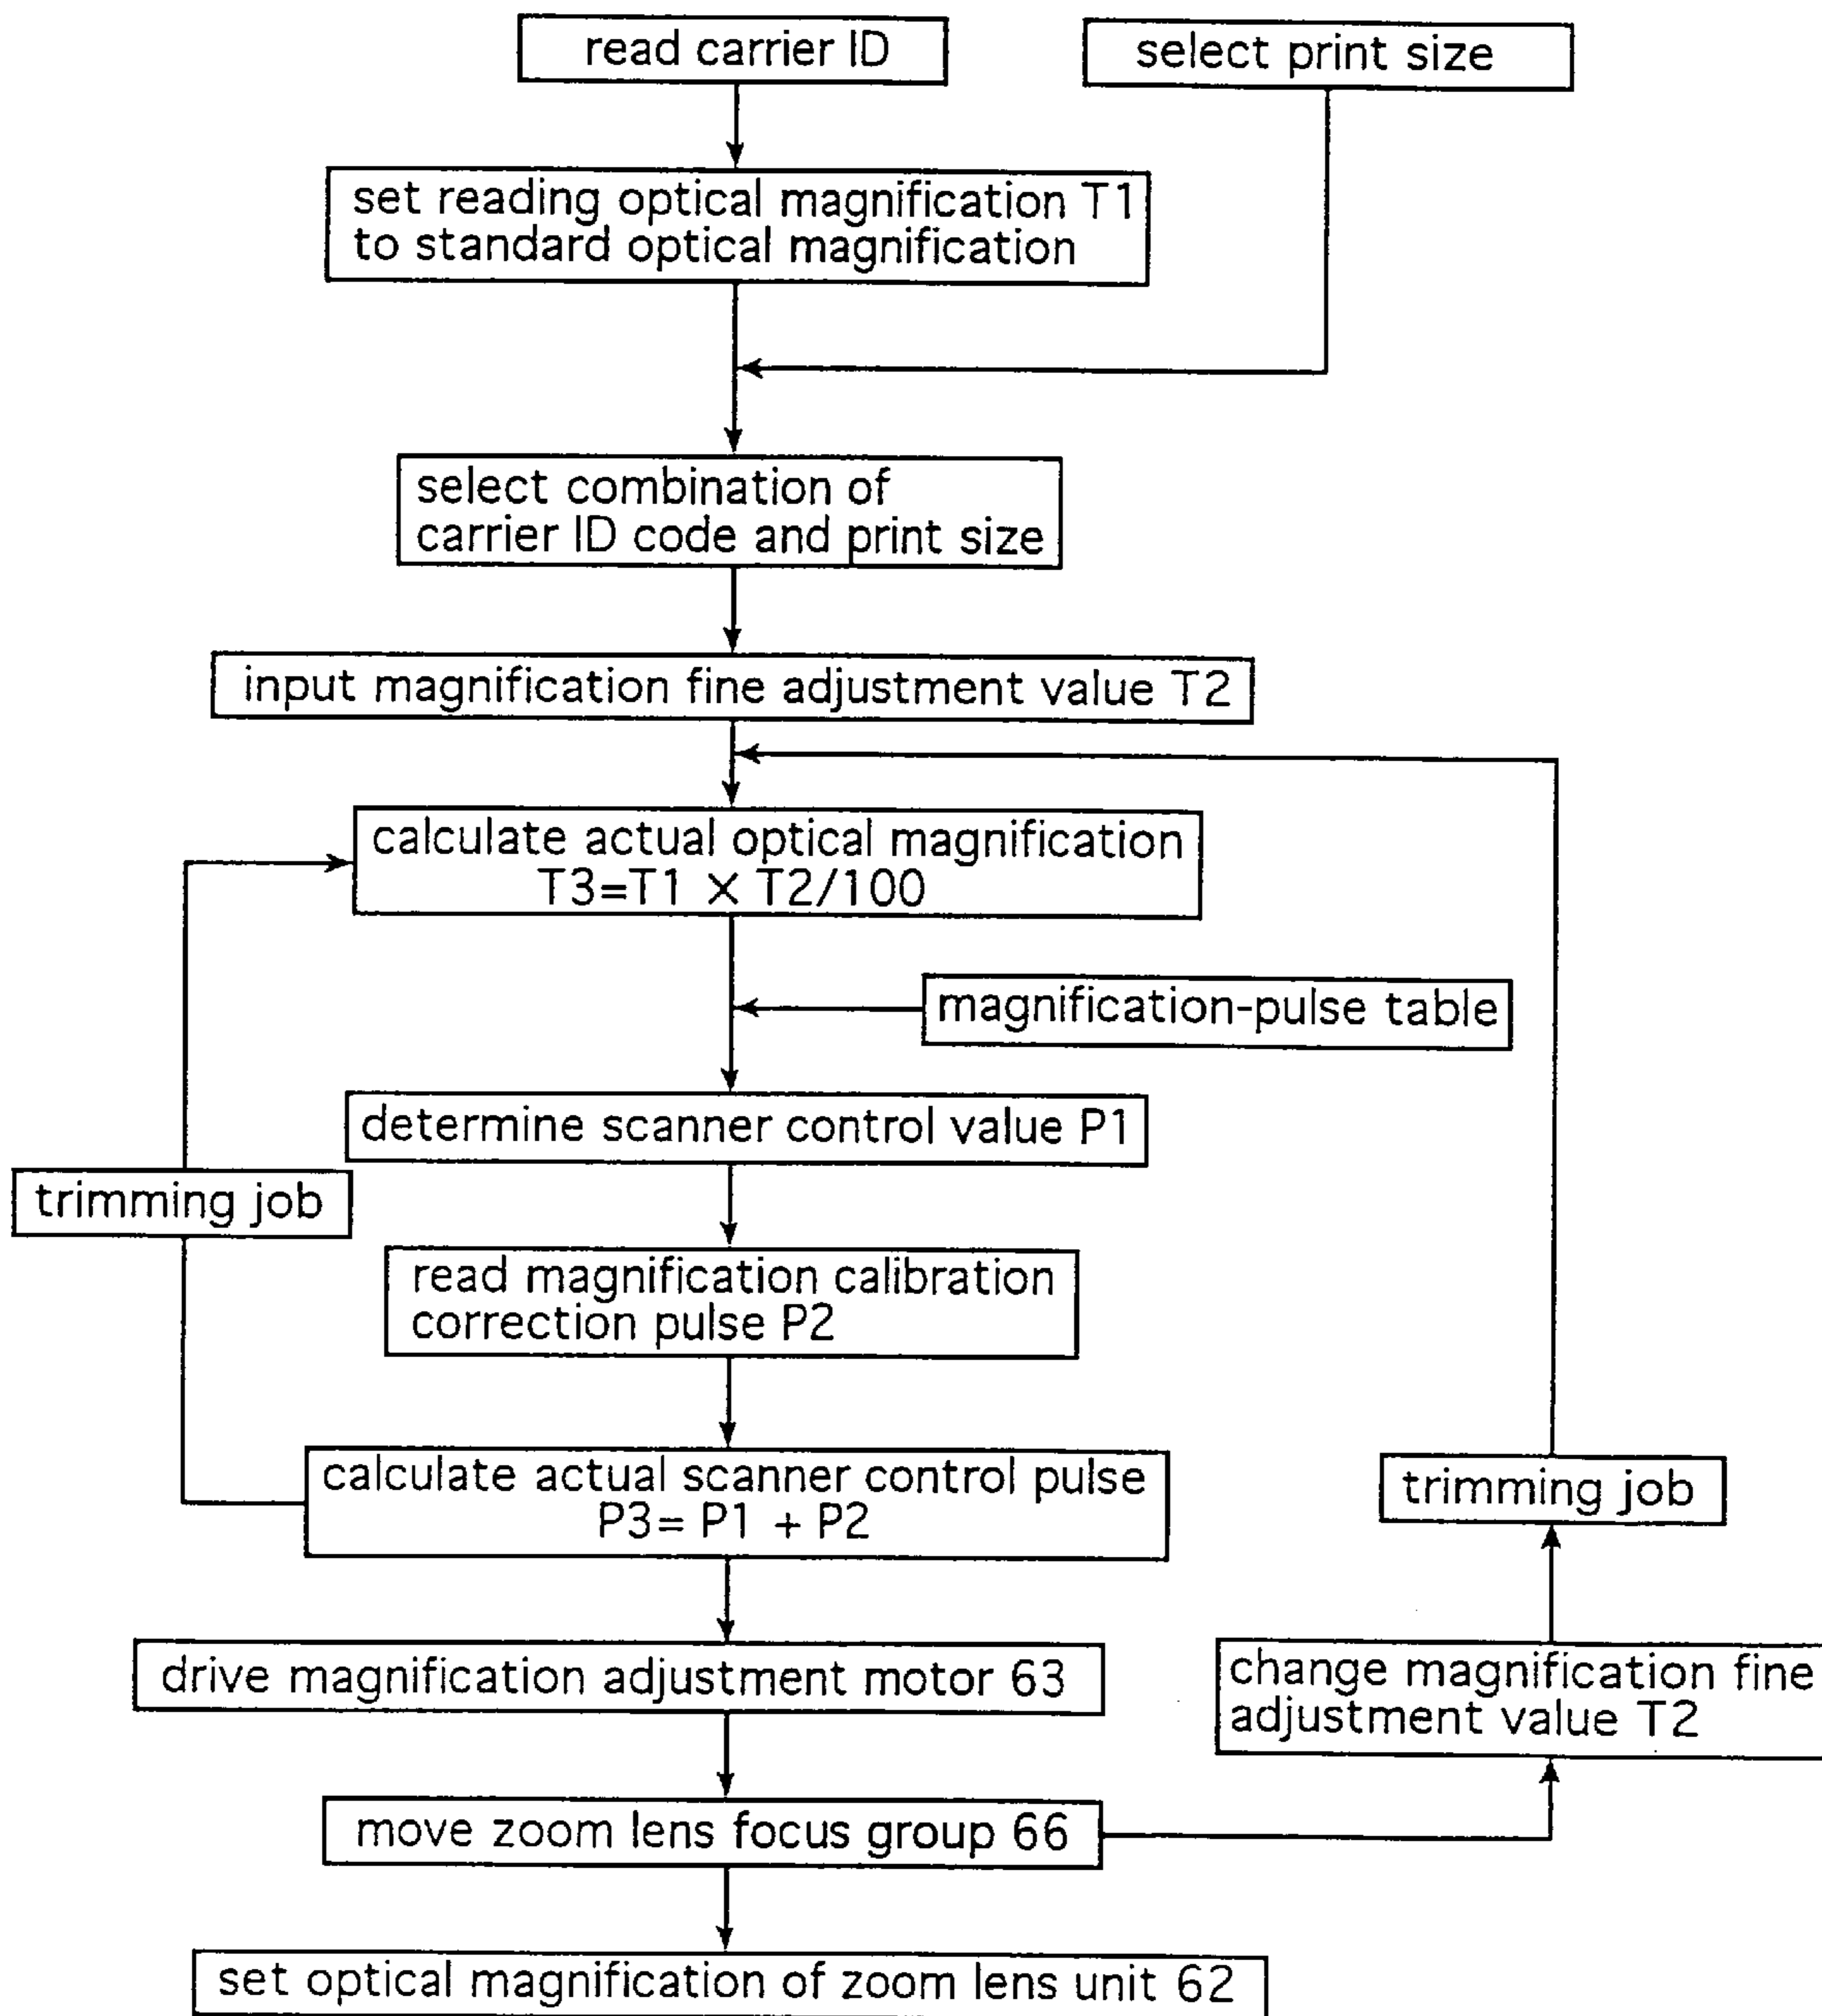 read carrier ID
select print size
set reading optical magnification T1
to standard optical magnification
select combination of
carrier ID code and print size
input magnification fine adjustment value T2
calculate actual optical magnification
T3=T1 × T2/100
magnification-pulse table
determine scanner control value P1
trimming job
read magnification calibration
correction pulse P2
calculate actual scanner control pulse
P3= P1 + P2
trimming job
drive magnification adjustment motor 63
change magnification fine
adjustment value T2
move zoom lens focus group 66
set optical magnification of zoom lens unit 62